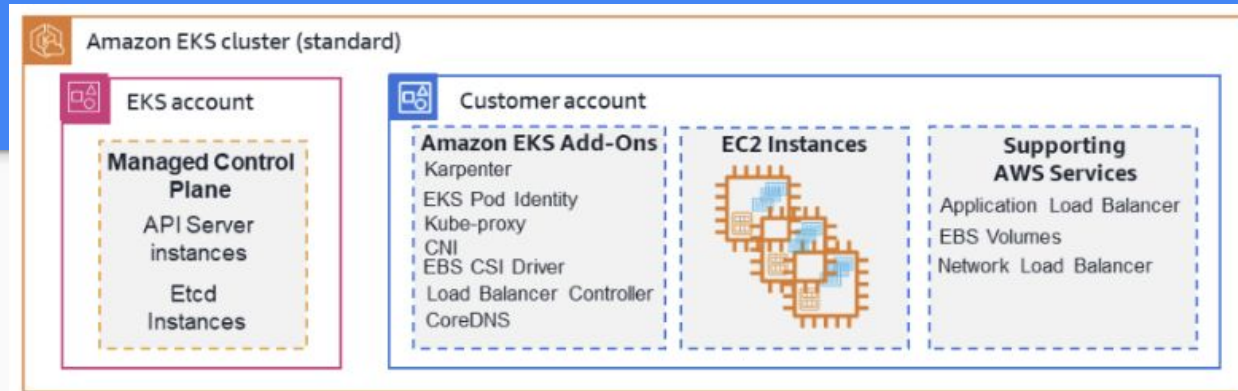 Amazon EKS cluster (standard)
EKS account
Managed Control
Plane
API Server
instances
Etcd
Instances
Customer account
Amazon EKS Add-Ons
Karpenter
EKS Pod Identity
Kube-proxy
CNI
EBS CSI Driver
Load Balancer Controller
CoreDNS
EC2 Instances
Supporting
AWS Services
Application Load Balancer
EBS Volumes
Network Load Balancer